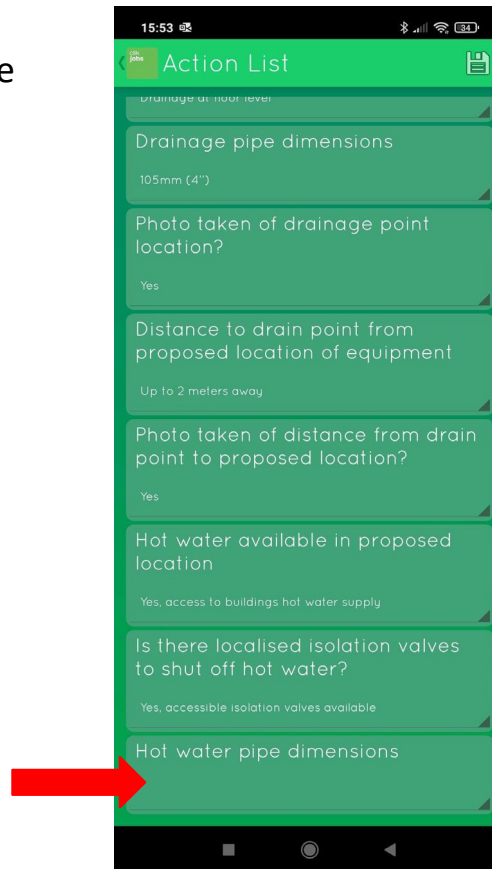 e
15:53
34
jobs
Action List
Drainage at floor level
Drainage pipe dimensions
105mm (4")
Photo taken of drainage point
location?
Yes
Distance to drain point from
proposed location of equipment
Up to 2 meters away
Photo taken of distance from drain
point to proposed location?
Yes
Hot water available in proposed
location
Yes, access to buildings hot water supply
Is there localised isolation valves
to shut off hot water?
Yes, accessible isolation valves available
Hot water pipe dimensions